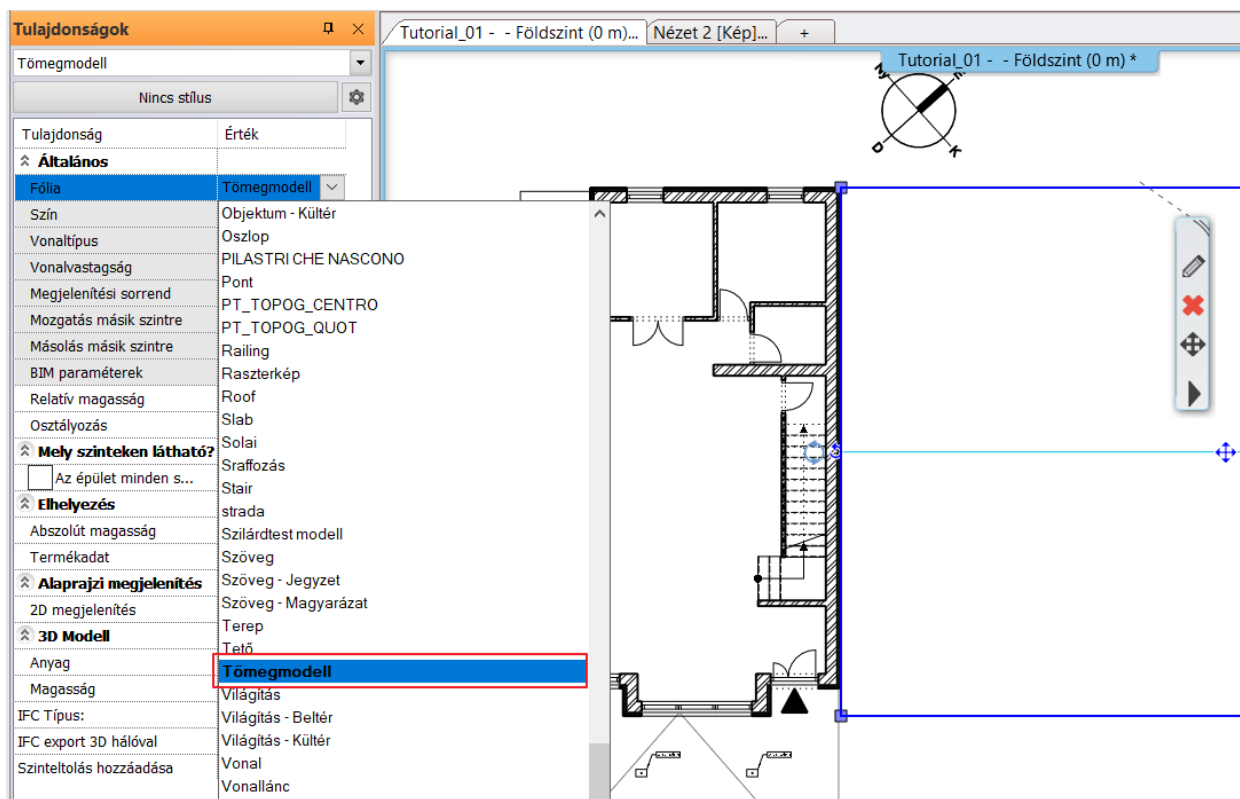 Tulajdonságok
Tömegmodell
Nincs stílus
Tulajdonság Érték
Általános
Fólia Tömegmodell
Szín
Vonaltípus
Vonalvastagság
Megjelenítési sorrend
Mozgatás másik szintre
Másolás másik szintre
BIM paraméterek
Relatív magasság
Osztályozás
Mely szinteken látható?
Az épület minden s...
Elhelyezés
Abszolút magasság
Termékadat
Alaprajzi megjelenítés
2D megjelenítés
3D Modell
Anyag
Magasság
IFC Típus:
IFC export 3D hálóval
Szinteltolás hozzáadása
Objektum - Kültér
Oszlop
PILASTRI CHE NASCONO
Pont
PT_TOPOG_CENTRO
PT_TOPOG_QUOT
Railing
Raszterkép
Roof
Slab
Solai
Sraffozás
Stair
strada
Szilárdtest modell
Szöveg
Szöveg - Jegyzet
Szöveg - Magyarázat
Terep
Tető
Tömegmodell
Világítás
Világítás - Beltér
Világítás - Kültér
Vonal
Vonallánc
Tutorial_01 - - Földszint (0 m)...
Nézet 2 [Kép]...
+
Tutorial_01 - - Földszint (0 m) *
Ny
D
K